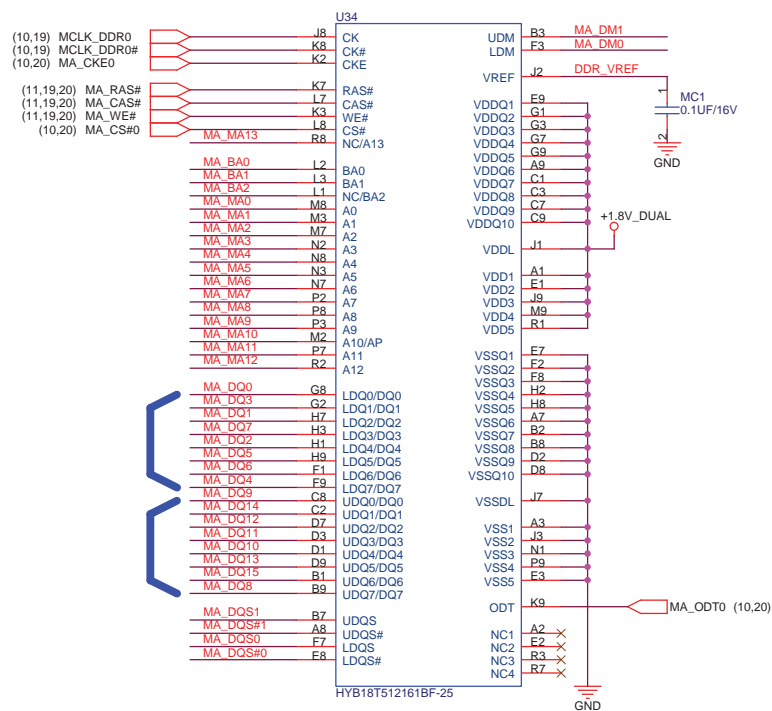 U34
(10,19) MCLK_DDR0 J8 CK
(10,19) MCLK_DDR0# K8 CK#
(10,20) MA_CKE0 K2 CKE
(11,19,20) MA_RAS# K7 RAS#
(11,19,20) MA_CAS# L7 CAS#
(11,19,20) MA_WE# K3 WE#
(10,20) MA_CS#0 L8 CS#
MA_MA13 R8 NC/A13
MA_BA0 L2 BA0
MA_BA1 L3 BA1
MA_BA2 L1 NC/BA2
MA_MA0 M8 A0
MA_MA1 M3 A1
MA_MA2 M7 A2
MA_MA3 N2 A3
MA_MA4 N8 A4
MA_MA5 N3 A5
MA_MA6 N7 A6
MA_MA7 P2 A7
MA_MA8 P8 A8
MA_MA9 P3 A9
MA_MA10 M2 A10/AP
MA_MA11 P7 A11
MA_MA12 R2 A12
MA_DQ0 G8 LDQ0/DQ0
MA_DQ3 G2 LDQ1/DQ1
MA_DQ1 H7 LDQ2/DQ2
MA_DQ7 H3 LDQ3/DQ3
MA_DQ2 H1 LDQ4/DQ4
MA_DQ5 H9 LDQ5/DQ5
MA_DQ6 F1 LDQ6/DQ6
MA_DQ4 F9 LDQ7/DQ7
MA_DQ9 C8 UDQ0/DQ0
MA_DQ14 C2 UDQ1/DQ1
MA_DQ12 D7 UDQ2/DQ2
MA_DQ11 D3 UDQ3/DQ3
MA_DQ10 D1 UDQ4/DQ4
MA_DQ13 D9 UDQ5/DQ5
MA_DQ15 B1 UDQ6/DQ6
MA_DQ8 B9 UDQ7/DQ7
MA_DQS1 B7 UDQS
MA_DQS#1 A8 UDQS#
MA_DQS0 F7 LDQS
MA_DQS#0 E8 LDQS#
UDM B3 MA_DM1
LDM F3 MA_DM0
VREF J2 DDR_VREF
1
MC1
0.1UF/16V
2
GND
VDDQ1 E9
VDDQ2 G1
VDDQ3 G3
VDDQ4 G7
VDDQ5 G9
VDDQ6 A9
VDDQ7 C1
VDDQ8 C3
VDDQ9 C7
VDDQ10 C9
+1.8V_DUAL
VDDL J1
VDD1 A1
VDD2 E1
VDD3 J9
VDD4 M9
VDD5 R1
VSSQ1 E7
VSSQ2 F2
VSSQ3 F8
VSSQ4 H2
VSSQ5 H8
VSSQ6 A7
VSSQ7 B2
VSSQ8 B8
VSSQ9 D2
VSSQ10 D8
VSSDL J7
VSS1 A3
VSS2 J3
VSS3 N1
VSS4 P9
VSS5 E3
ODT K9 MA_ODT0 (10,20)
NC1 A2
NC2 E2
NC3 R3
NC4 R7
HYB18T512161BF-25
GND